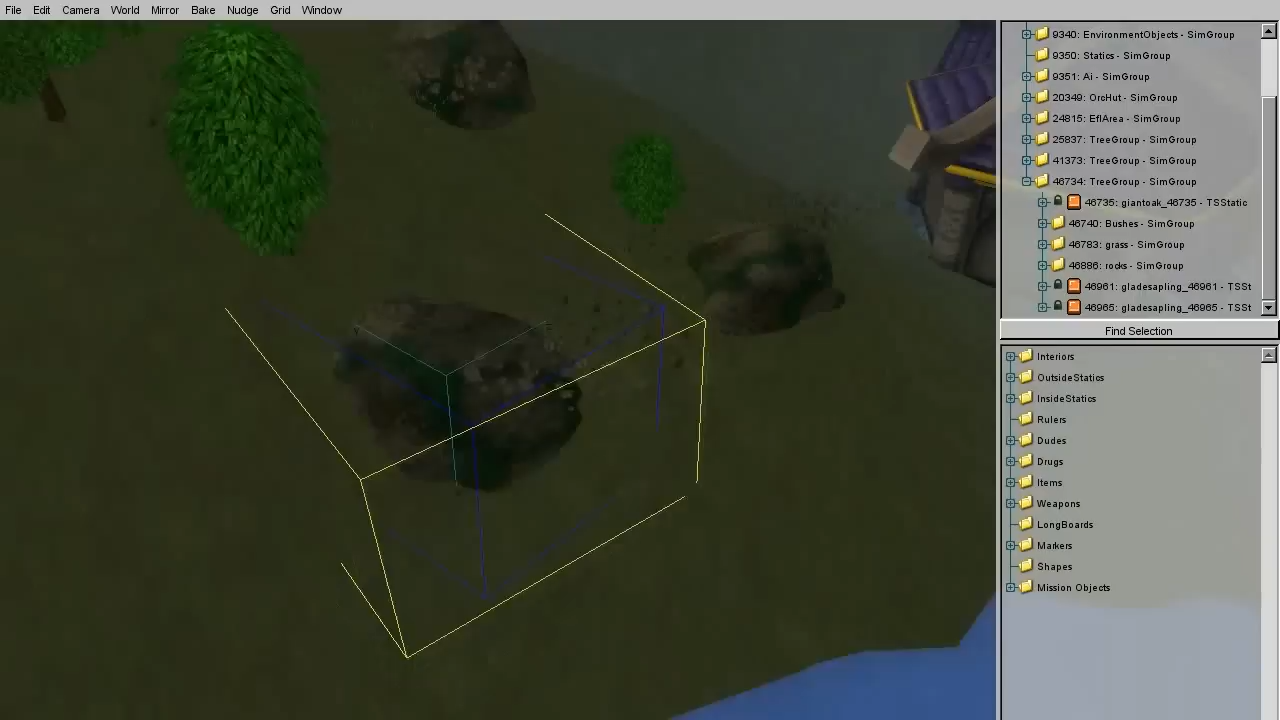 File Edit Camera World Mirror Bake Nudge Grid Window
9340: EnvironmentObjects - SimGroup
9350: Statics - SimGroup
9351: Ai - SimGroup
20349: OrcHut - SimGroup
24815: EflArea - SimGroup
25837: TreeGroup - SimGroup
41373: TreeGroup - SimGroup
46734: TreeGroup - SimGroup
46735: giantoak_46735 - TSStatic
46740: Bushes - SimGroup
46783: grass - SimGroup
46886: rocks - SimGroup
46961: gladesapling_46961 - TSSt
46965: gladesapling_46965 - TSSt
Find Selection
Interiors
OutsideStatics
InsideStatics
Rulers
Dudes
Drugs
Items
Weapons
LongBoards
Markers
Shapes
Mission Objects
Y